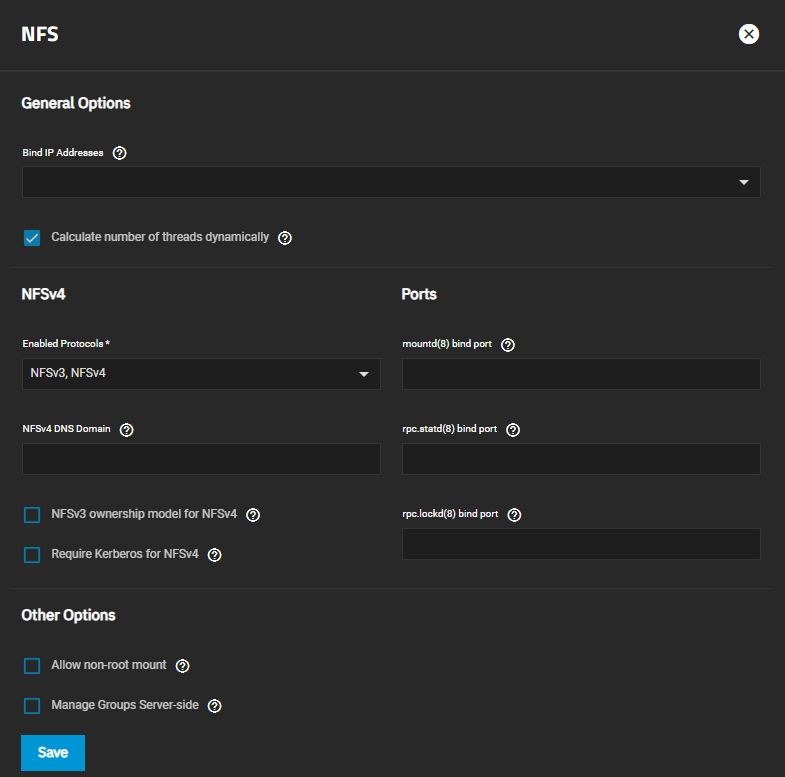 NFS
General Options
Bind IP Addresses
Calculate number of threads dynamically
NFSv4
Ports
Enabled Protocols *
mountd(8) bind port
NFSv3, NFSv4
NFSv4 DNS Domain
rpc.statd(8) bind port
NFSv3 ownership model for NFSv4
rpc.lockd(8) bind port
Require Kerberos for NFSv4
Other Options
Allow non-root mount
Manage Groups Server-side
Save